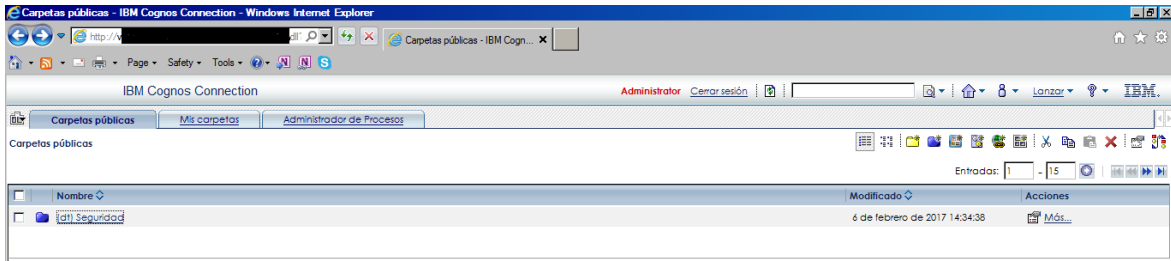 Carpetas públicas - IBM Cognos Connection - Windows Internet Explorer
http://v dll Carpetas públicas - IBM Cogn...
Page Safety Tools
IBM Cognos Connection Administrator Cerrar sesión Lanzar IBM.
Carpetas públicas Mis carpetas Administrador de Procesos
Carpetas públicas
Entradas: 1 - 15
Nombre Modificado Acciones
(dt) Seguridad 6 de febrero de 2017 14:34:38 Más...